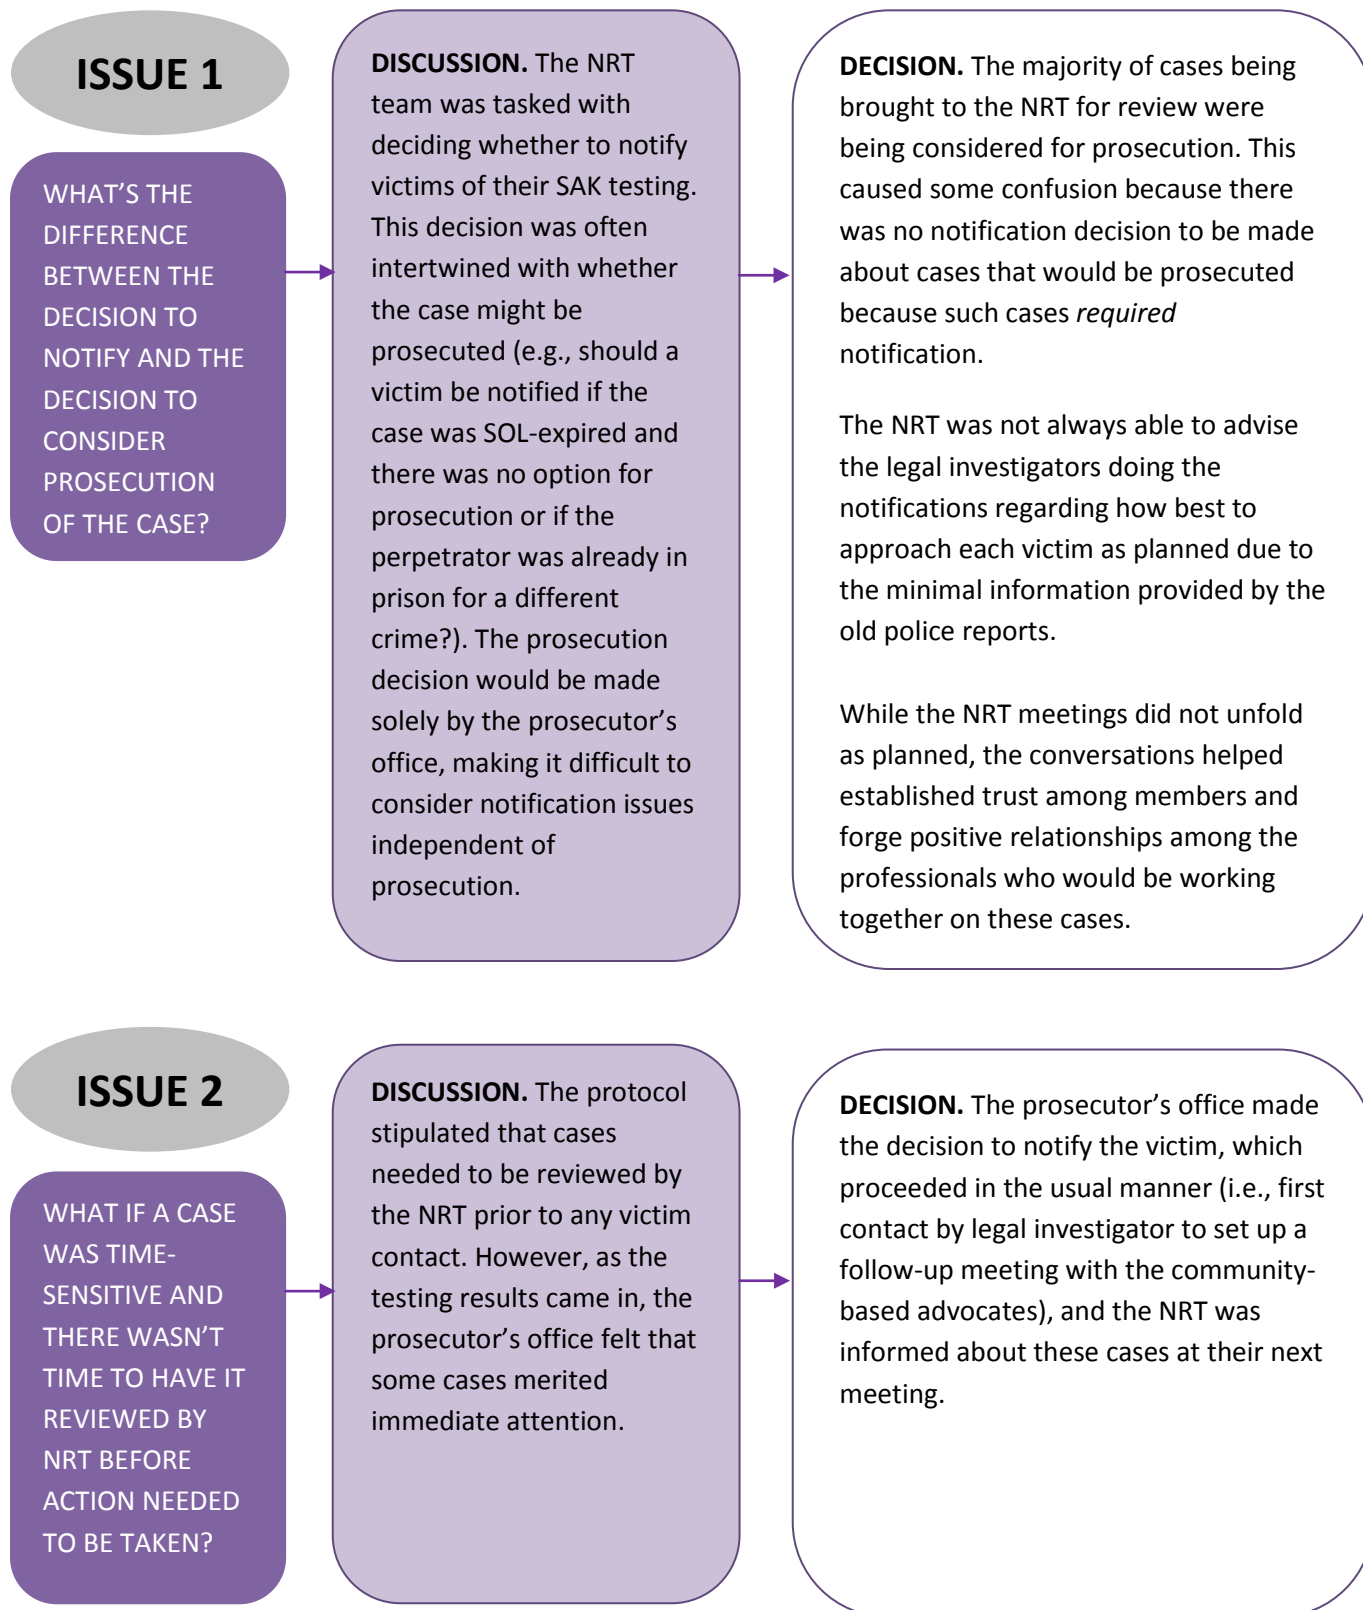 ISSUE 1
WHAT’S THE
DIFFERENCE
BETWEEN THE
DECISION TO
NOTIFY AND THE
DECISION TO
CONSIDER
PROSECUTION
OF THE CASE?
DISCUSSION. The NRT
team was tasked with
deciding whether to notify
victims of their SAK testing.
This decision was often
intertwined with whether
the case might be
prosecuted (e.g., should a
victim be notified if the
case was SOL-expired and
there was no option for
prosecution or if the
perpetrator was already in
prison for a different
crime?). The prosecution
decision would be made
solely by the prosecutor’s
office, making it difficult to
consider notification issues
independent of
prosecution.
DECISION. The majority of cases being
brought to the NRT for review were
being considered for prosecution. This
caused some confusion because there
was no notification decision to be made
about cases that would be prosecuted
because such cases required
notification.
The NRT was not always able to advise
the legal investigators doing the
notifications regarding how best to
approach each victim as planned due to
the minimal information provided by the
old police reports.
While the NRT meetings did not unfold
as planned, the conversations helped
established trust among members and
forge positive relationships among the
professionals who would be working
together on these cases.
ISSUE 2
WHAT IF A CASE
WAS TIME-
SENSITIVE AND
THERE WASN’T
TIME TO HAVE IT
REVIEWED BY
NRT BEFORE
ACTION NEEDED
TO BE TAKEN?
DISCUSSION. The protocol
stipulated that cases
needed to be reviewed by
the NRT prior to any victim
contact. However, as the
testing results came in, the
prosecutor’s office felt that
some cases merited
immediate attention.
DECISION. The prosecutor’s office made
the decision to notify the victim, which
proceeded in the usual manner (i.e., first
contact by legal investigator to set up a
follow-up meeting with the community-
based advocates), and the NRT was
informed about these cases at their next
meeting.